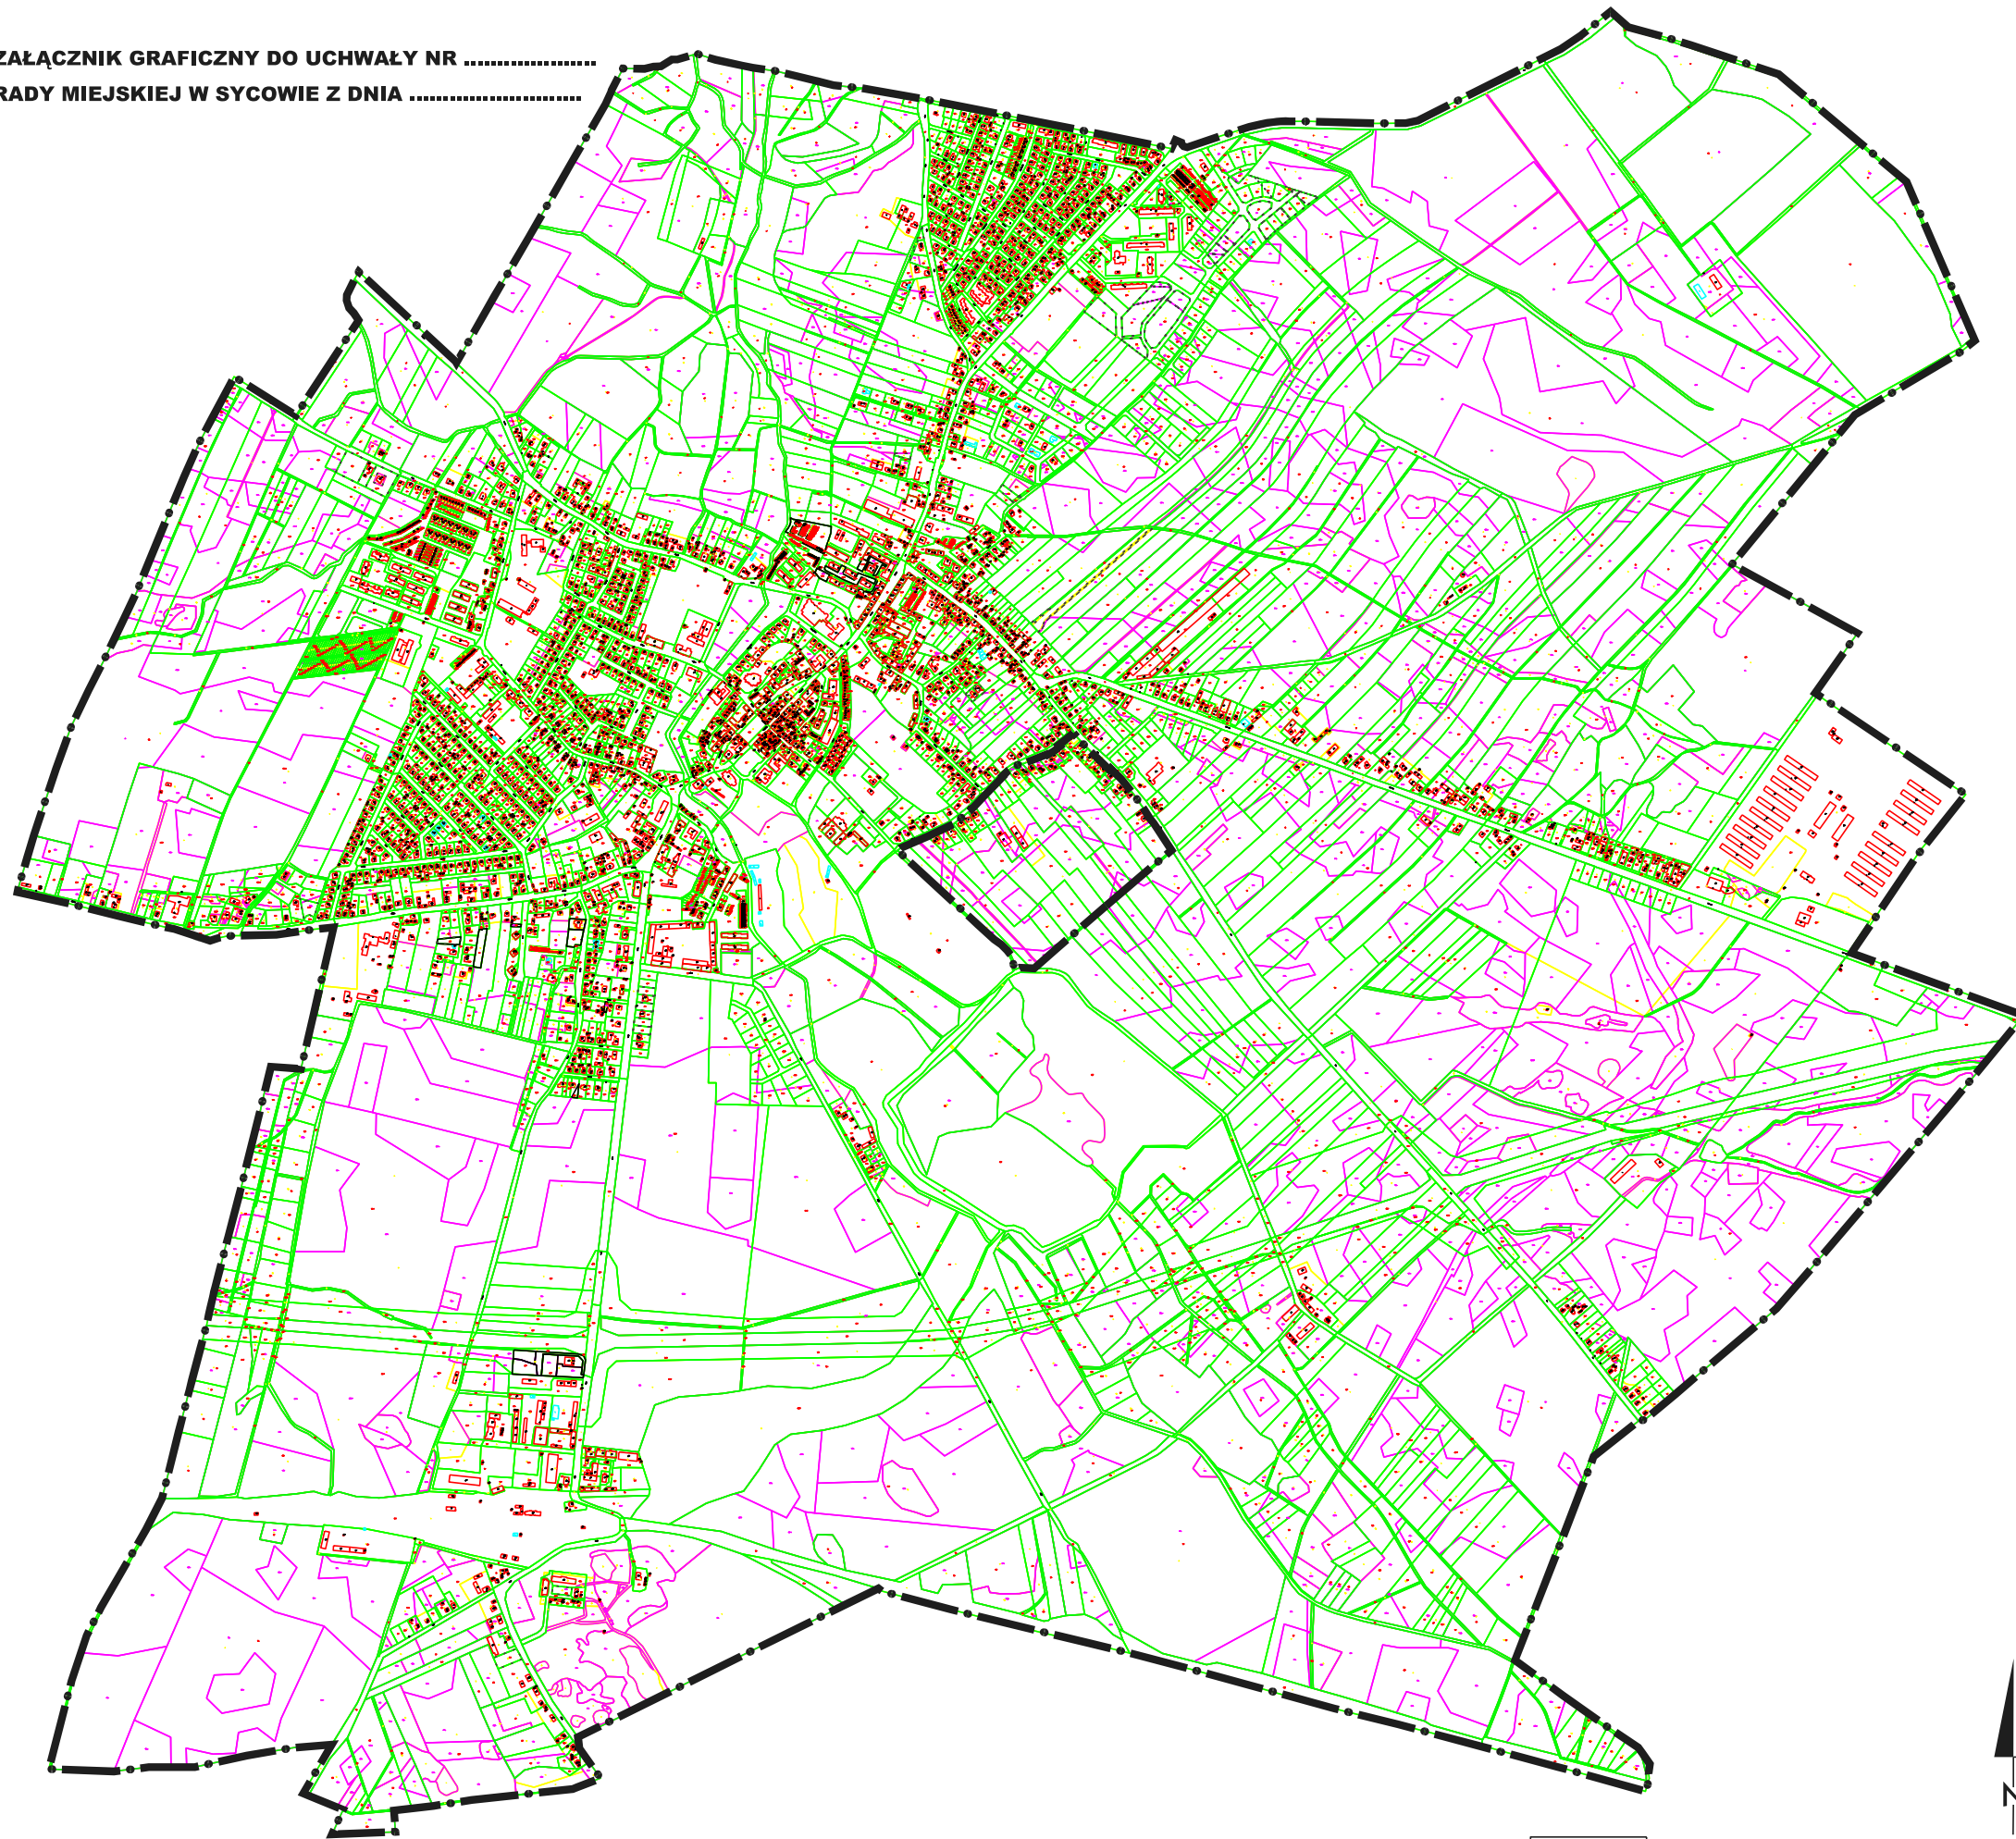 ZAŁĄCZNIK GRAFICZNY DO UCHWAŁY NR ....................
RADY MIEJSKIEJ W SYCOWIE Z DNIA ..........................
N